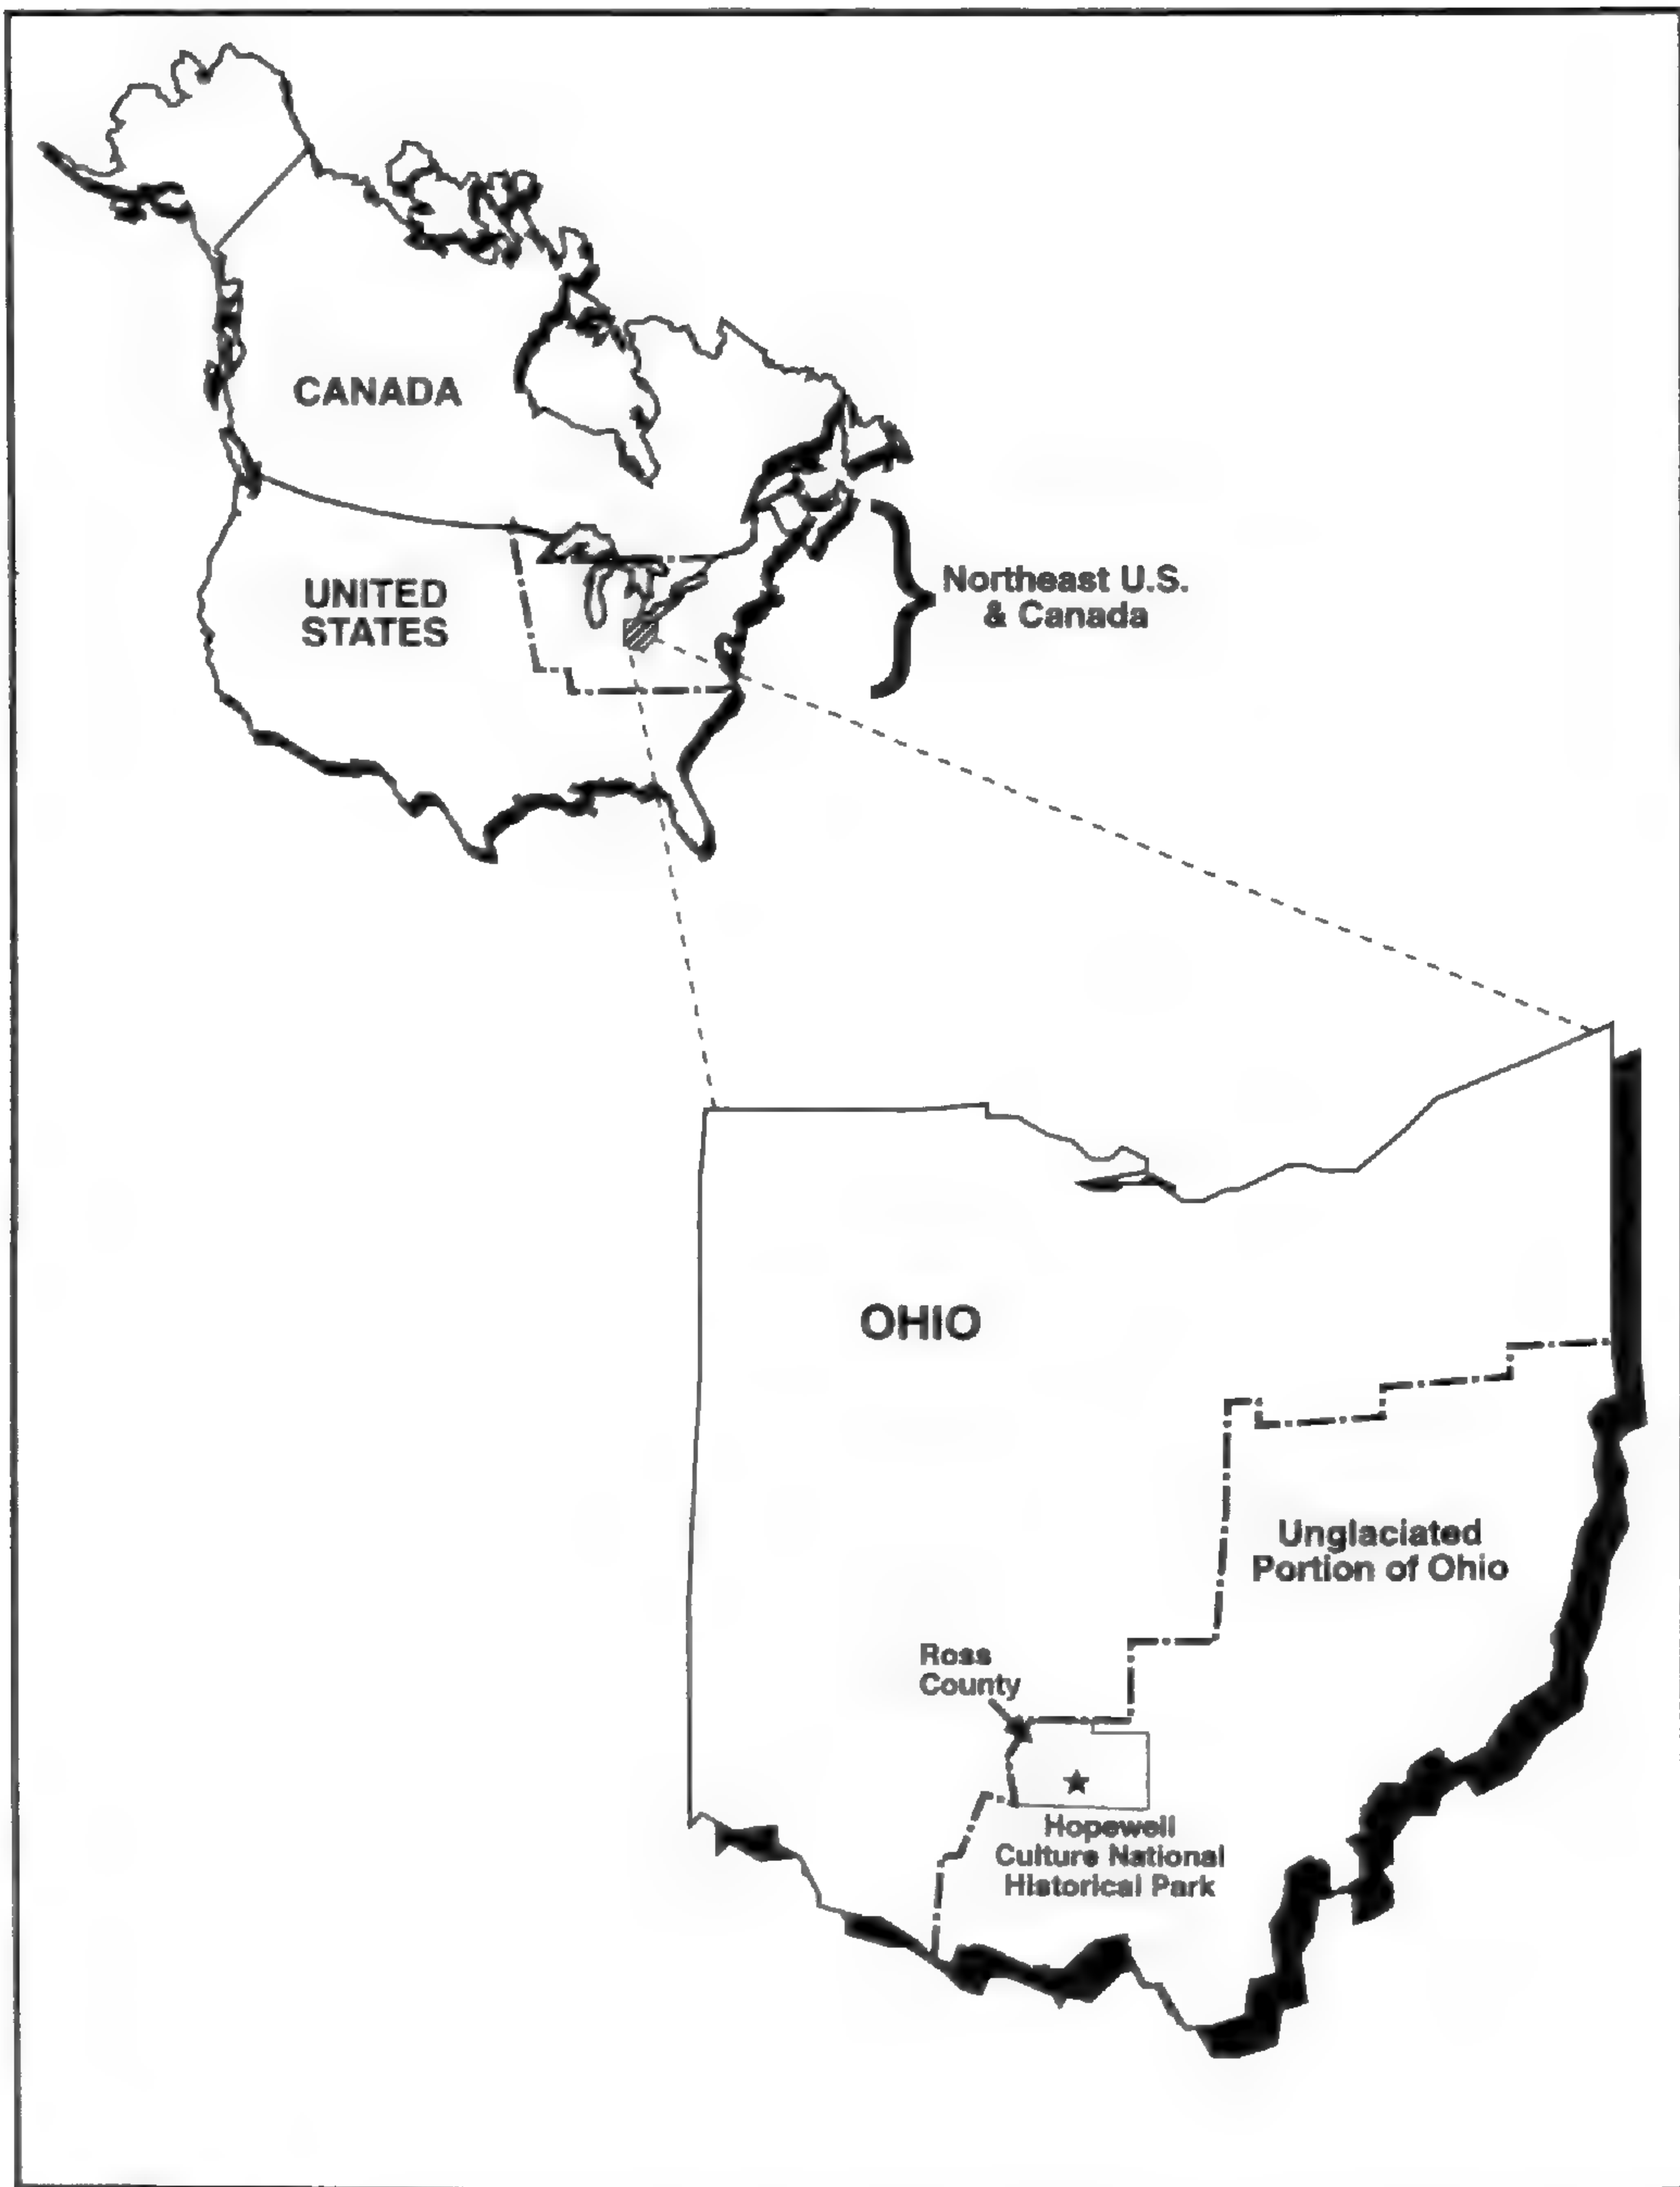 CANADA
UNITED
STATES
Northeast U.S.
& Canada
OHIO
Unglaciated
Portion of Ohio
Ross
County
Hopewell
Culture National
Historical Park